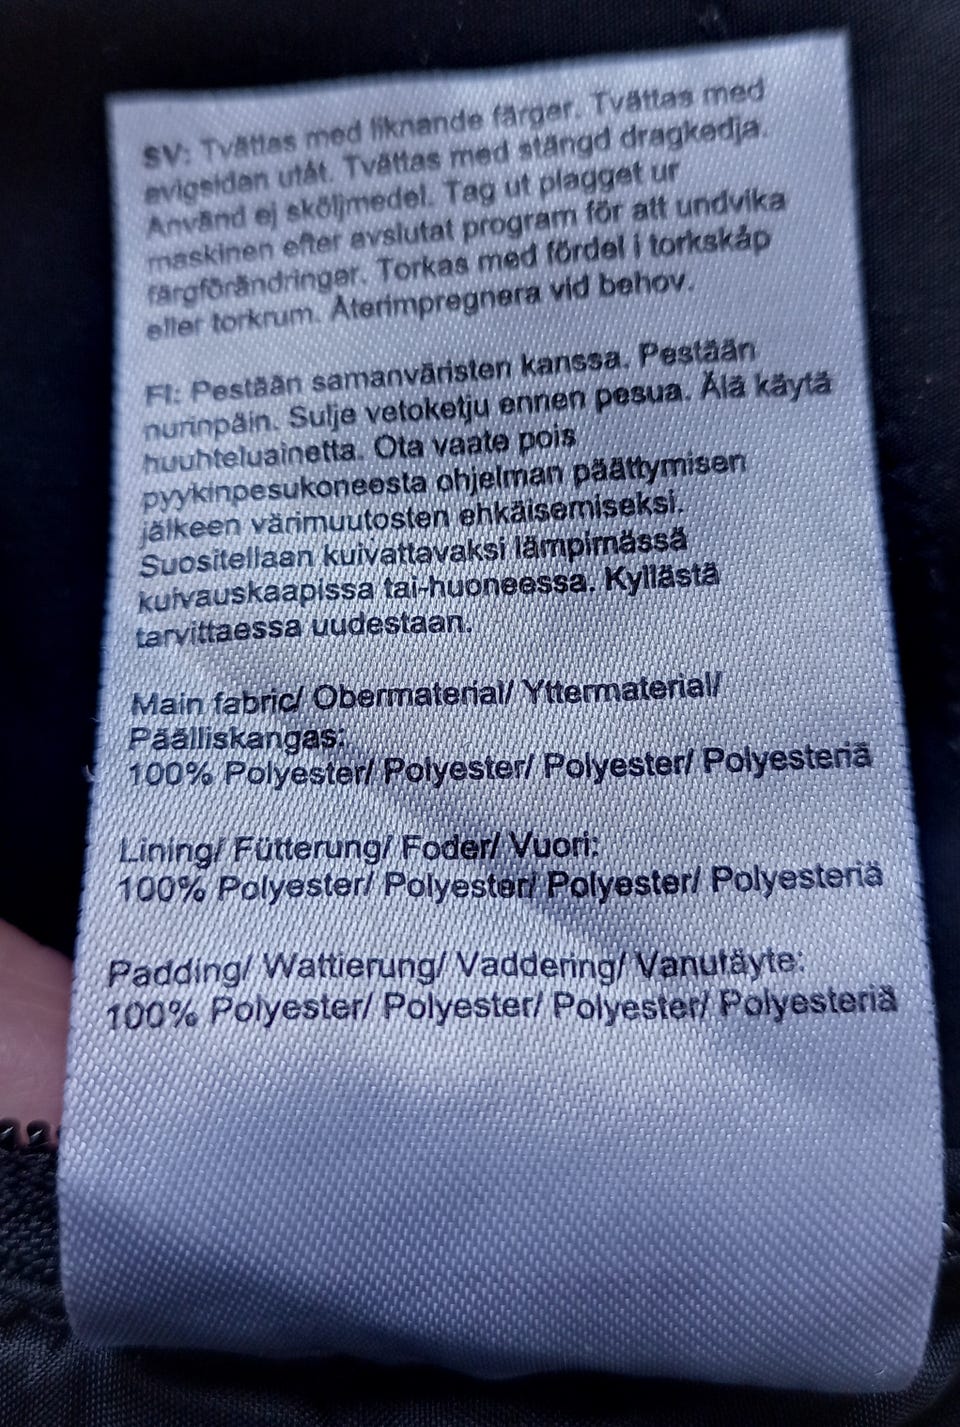 SV: Tvättas med liknande färger. Tvättas med
avigsidan utåt. Tvättas med stängd dragkedja.
Använd ej sköljmedel. Tag ut plagget ur
maskinen efter avslutat program för att undvika
färgförändringar. Torkas med fördel i torkskåp
eller torkrum. Återimpregnera vid behov.
FI: Pestään samanväristen kanssa. Pestään
nurinpäin. Sulje vetoketju ennen pesua. Älä käytä
huuhteluainetta. Ota vaate pois
pyykinpesukoneesta ohjelman päättymisen
jälkeen värimuutosten ehkäisemiseksi.
Suositellaan kuivattavaksi lämpimässä
kuivauskaapissa tai-huoneessa. Kyllästä
tarvittaessa uudestaan.
Main fabric/ Obermaterial/ Yttermaterial/
Päälliskangas:
100% Polyester/ Polyester/ Polyester/ Polyesteriä
Lining/ Fütterung/ Foder/ Vuori:
100% Polyester/ Polyester/ Polyester/ Polyesteriä
Padding/ Wattierung/ Vaddering/ Vanutäyte:
100% Polyester/ Polyester/ Polyester/ Polyesteriä